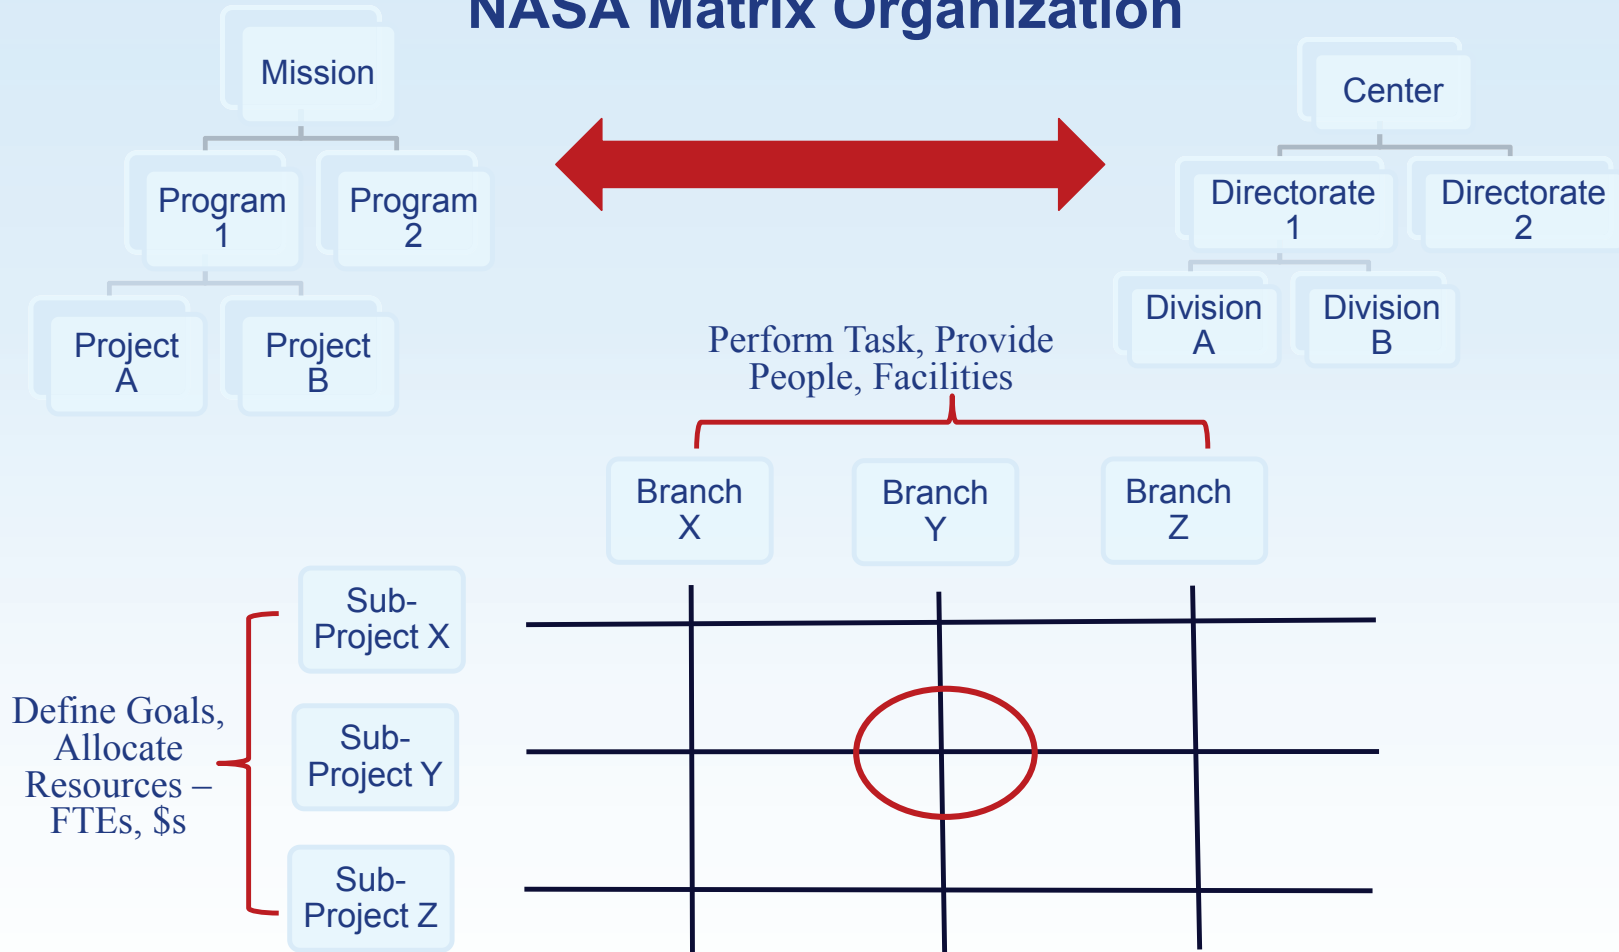 NASA Matrix Organization
Mission
Center
Program
1
Program
2
Directorate
1
Directorate
2
Project
A
Project
B
Division
A
Division
B
Perform Task, Provide
People, Facilities
Branch
X
Branch
Y
Branch
Z
Sub-
Project X
Define Goals,
Allocate
Resources –
FTEs, $s
Sub-
Project Y
Sub-
Project Z